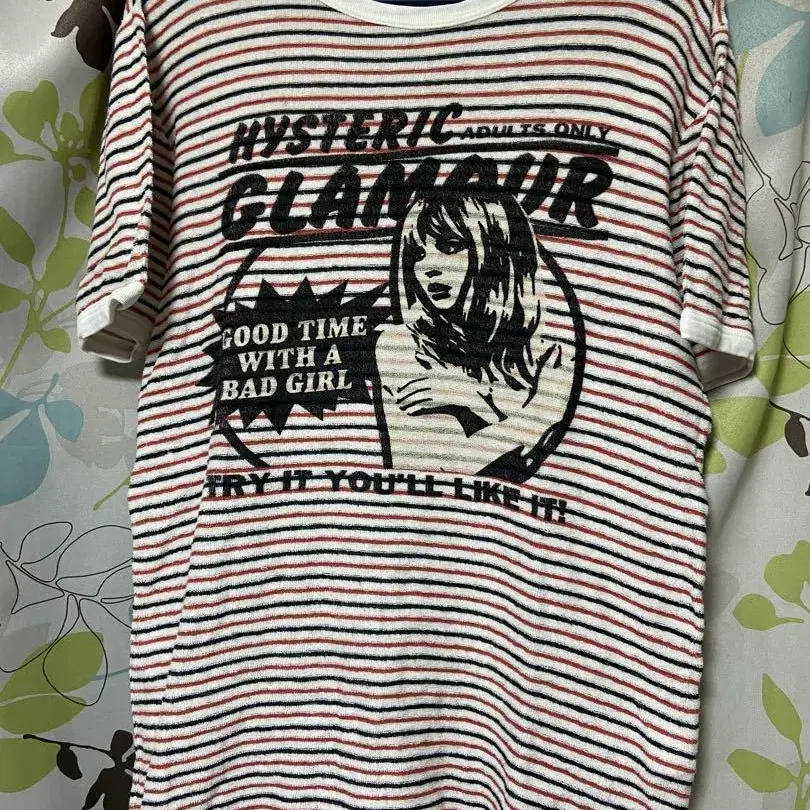 HYSTERIC ADULTS ONLY
GLAMOUR
GOOD TIME
WITH A
BAD GIRL
TRY IT YOU'LL LIKE IT!